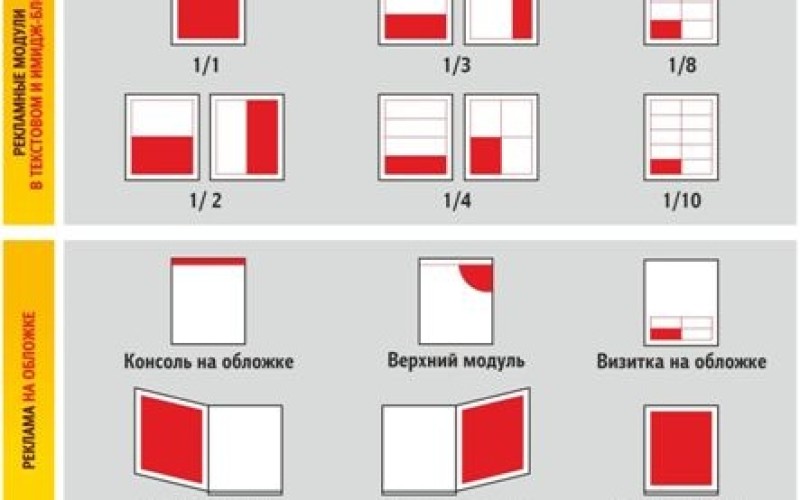 РЕКЛАМНЫЕ МОДУЛИ
В ТЕКСТОВОМ И ИМИДЖ-БЛ
1/1
1/3
1/8
1/ 2
1/4
1/10
РЕКЛАМА НА ОБЛОЖКЕ
Консоль на обложке
Верхний модуль
Визитка на обложке